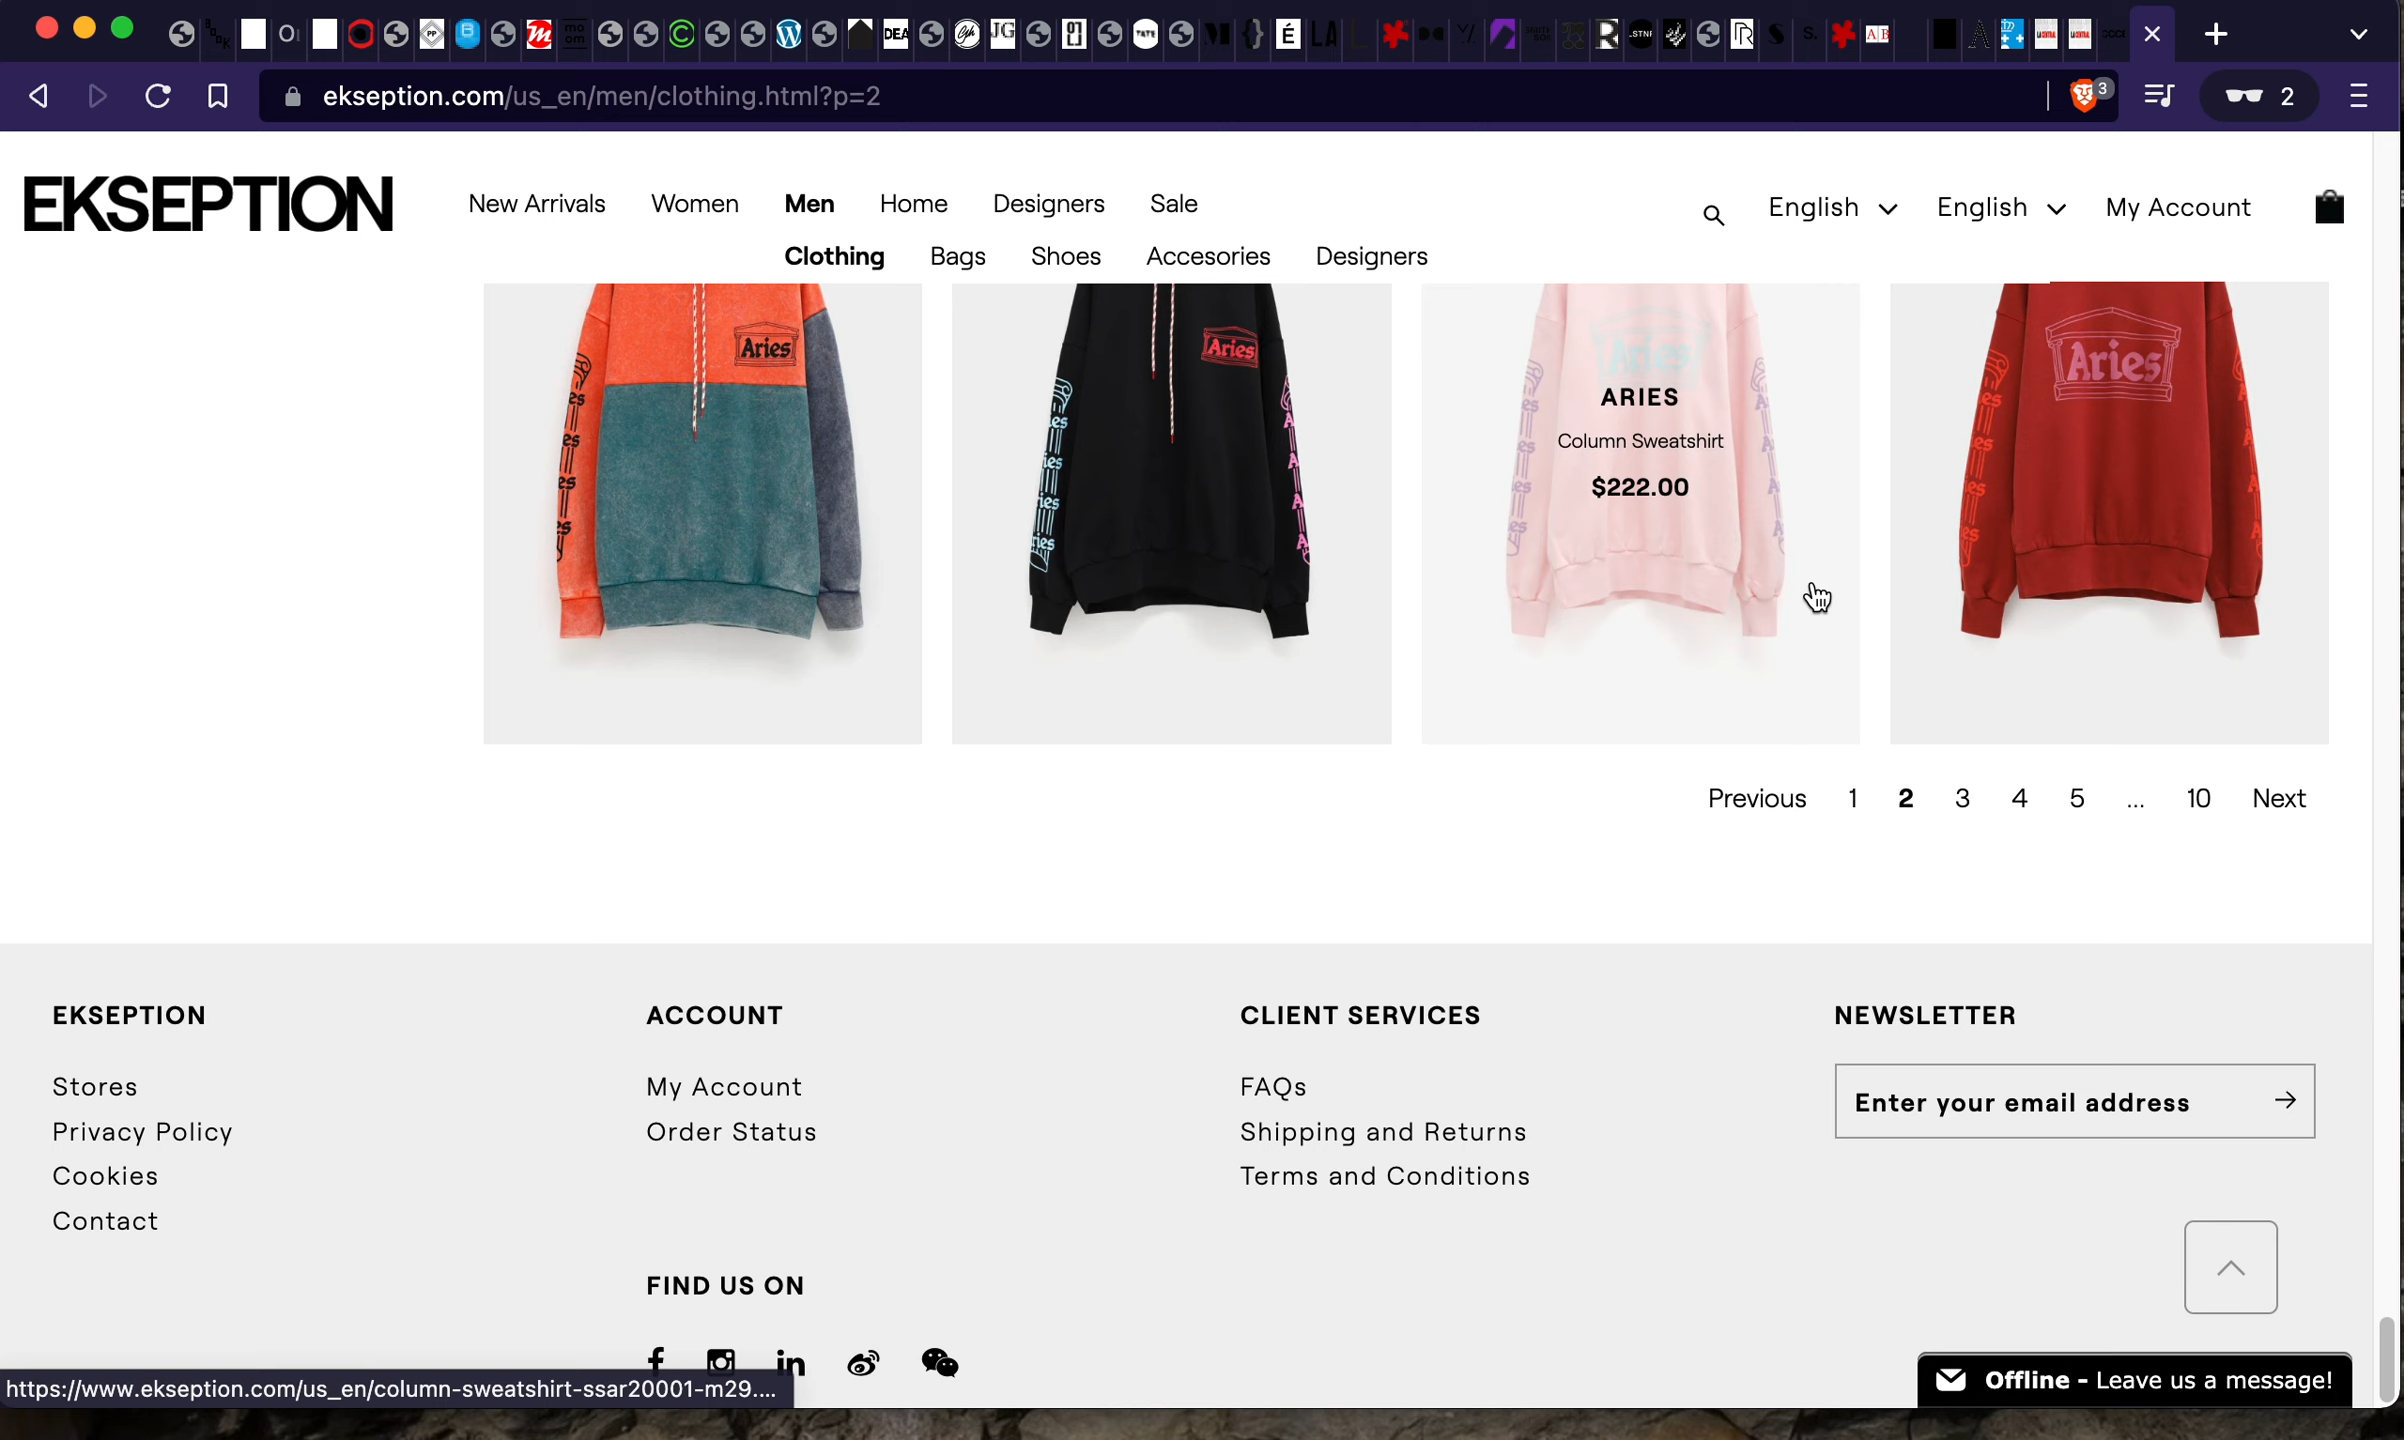 ekseption.com/us_en/men/clothing.html?p=2
3
2
EKSEPTION
New Arrivals Women Men Home Designers Sale
English English My Account
Clothing Bags Shoes Accesories Designers
Aries
Aries
Aries
ARIES
Column Sweatshirt
$222.00
Aries
Previous 1 2 3 4 5 ... 10 Next
EKSEPTION
Stores
Privacy Policy
Cookies
Contact
ACCOUNT
My Account
Order Status
FIND US ON
CLIENT SERVICES
FAQs
Shipping and Returns
Terms and Conditions
NEWSLETTER
Enter your email address
https://www.ekseption.com/us_en/column-sweatshirt-ssar20001-m29....
Offline - Leave us a message!